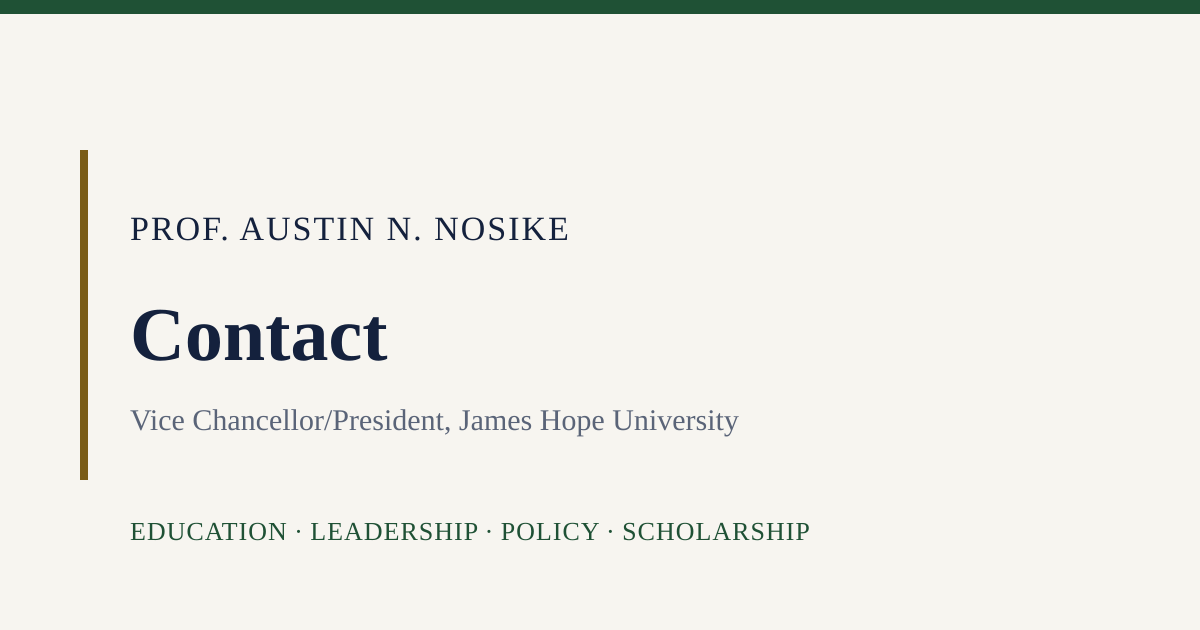 PROF. AUSTIN N. NOSIKE
Contact
Vice Chancellor/President, James Hope University
EDUCATION · LEADERSHIP · POLICY · SCHOLARSHIP